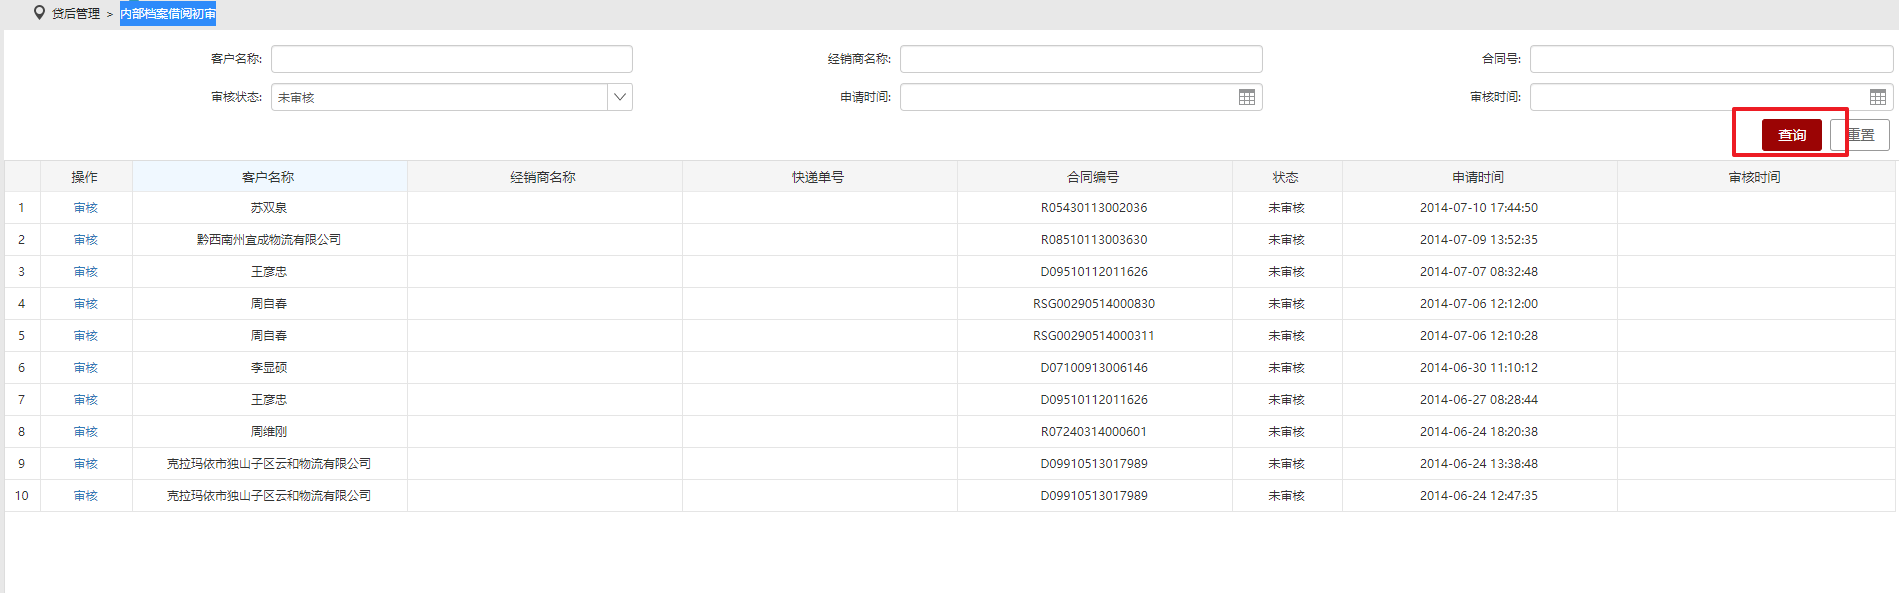 贷后管理 > 内部档案借阅初审
客户名称: 经销商名称: 合同号:
审核状态: 未审核 申请时间: 审核时间:
查询 重置
操作 客户名称 经销商名称 快递单号 合同编号 状态 申请时间 审核时间
1 审核 苏双泉 R05430113002036 未审核 2014-07-10 17:44:50
2 审核 黔西南州宜成物流有限公司 R08510113003630 未审核 2014-07-09 13:52:35
3 审核 王彦忠 D09510112011626 未审核 2014-07-07 08:32:48
4 审核 周自春 RSG00290514000830 未审核 2014-07-06 12:12:00
5 审核 周自春 RSG00290514000311 未审核 2014-07-06 12:10:28
6 审核 李显硕 D07100913006146 未审核 2014-06-30 11:10:12
7 审核 王彦忠 D09510112011626 未审核 2014-06-27 08:28:44
8 审核 周维刚 R07240314000601 未审核 2014-06-24 18:20:38
9 审核 克拉玛依市独山子区云和物流有限公司 D09910513017989 未审核 2014-06-24 13:38:48
10 审核 克拉玛依市独山子区云和物流有限公司 D09910513017989 未审核 2014-06-24 12:47:35